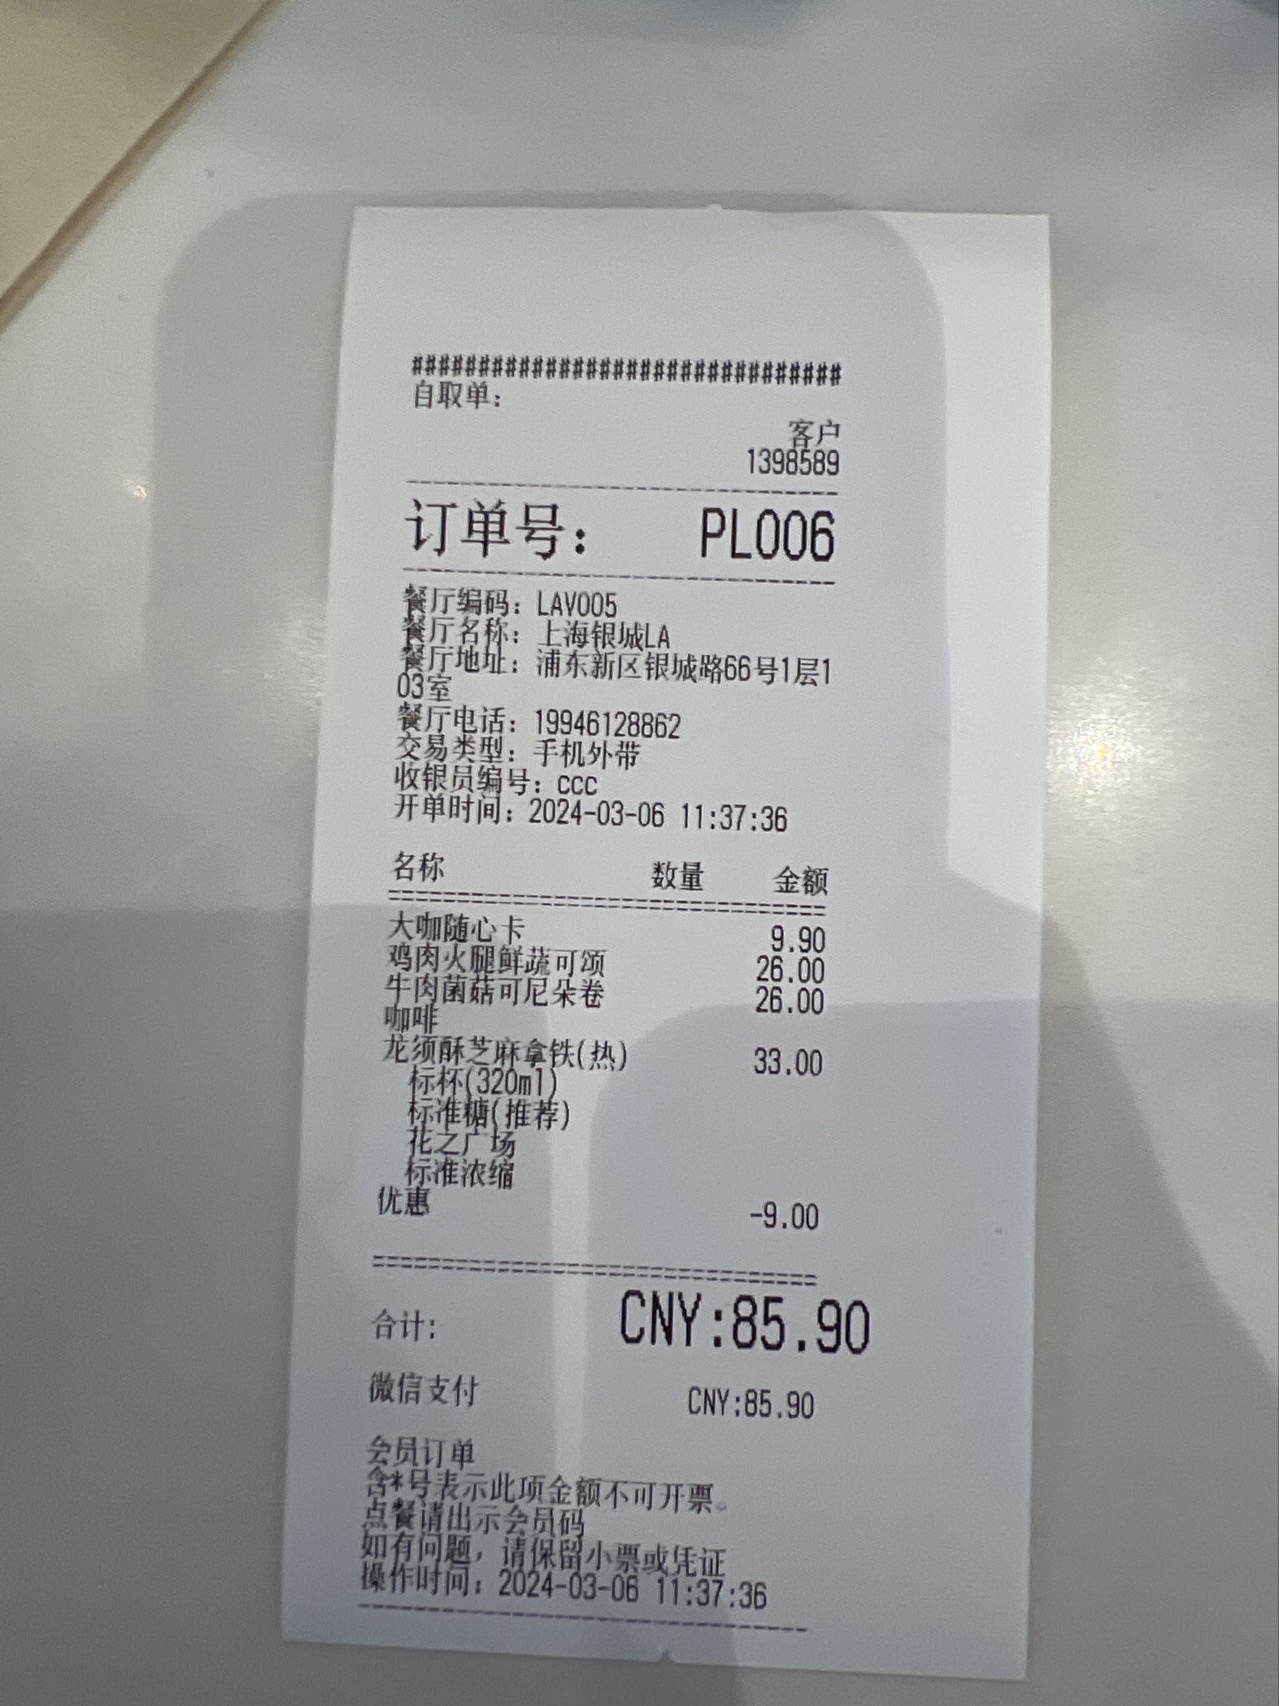 ################################
自取单：
客户
1398589
订单号： PL006
餐厅编码：LAV005
餐厅名称：上海银城LA
餐厅地址：浦东新区银城路66号1层1
03室
餐厅电话：19946128862
交易类型：手机外带
收银员编号：ccc
开单时间：2024-03-06 11:37:36
名称 数量 金额
大咖随心卡 9.90
鸡肉火腿鲜蔬可颂 26.00
牛肉菌菇可尼朵卷 26.00
咖啡
龙须酥芝麻拿铁(热) 33.00
标杯(320ml)
标准糖(推荐)
花之广场
标准浓缩
优惠 -9.00
合计: CNY:85.90
微信支付 CNY:85.90
会员订单
含*号表示此项金额不可开票。
点餐请出示会员码
如有问题，请保留小票或凭证
操作时间：2024-03-06 11:37:36